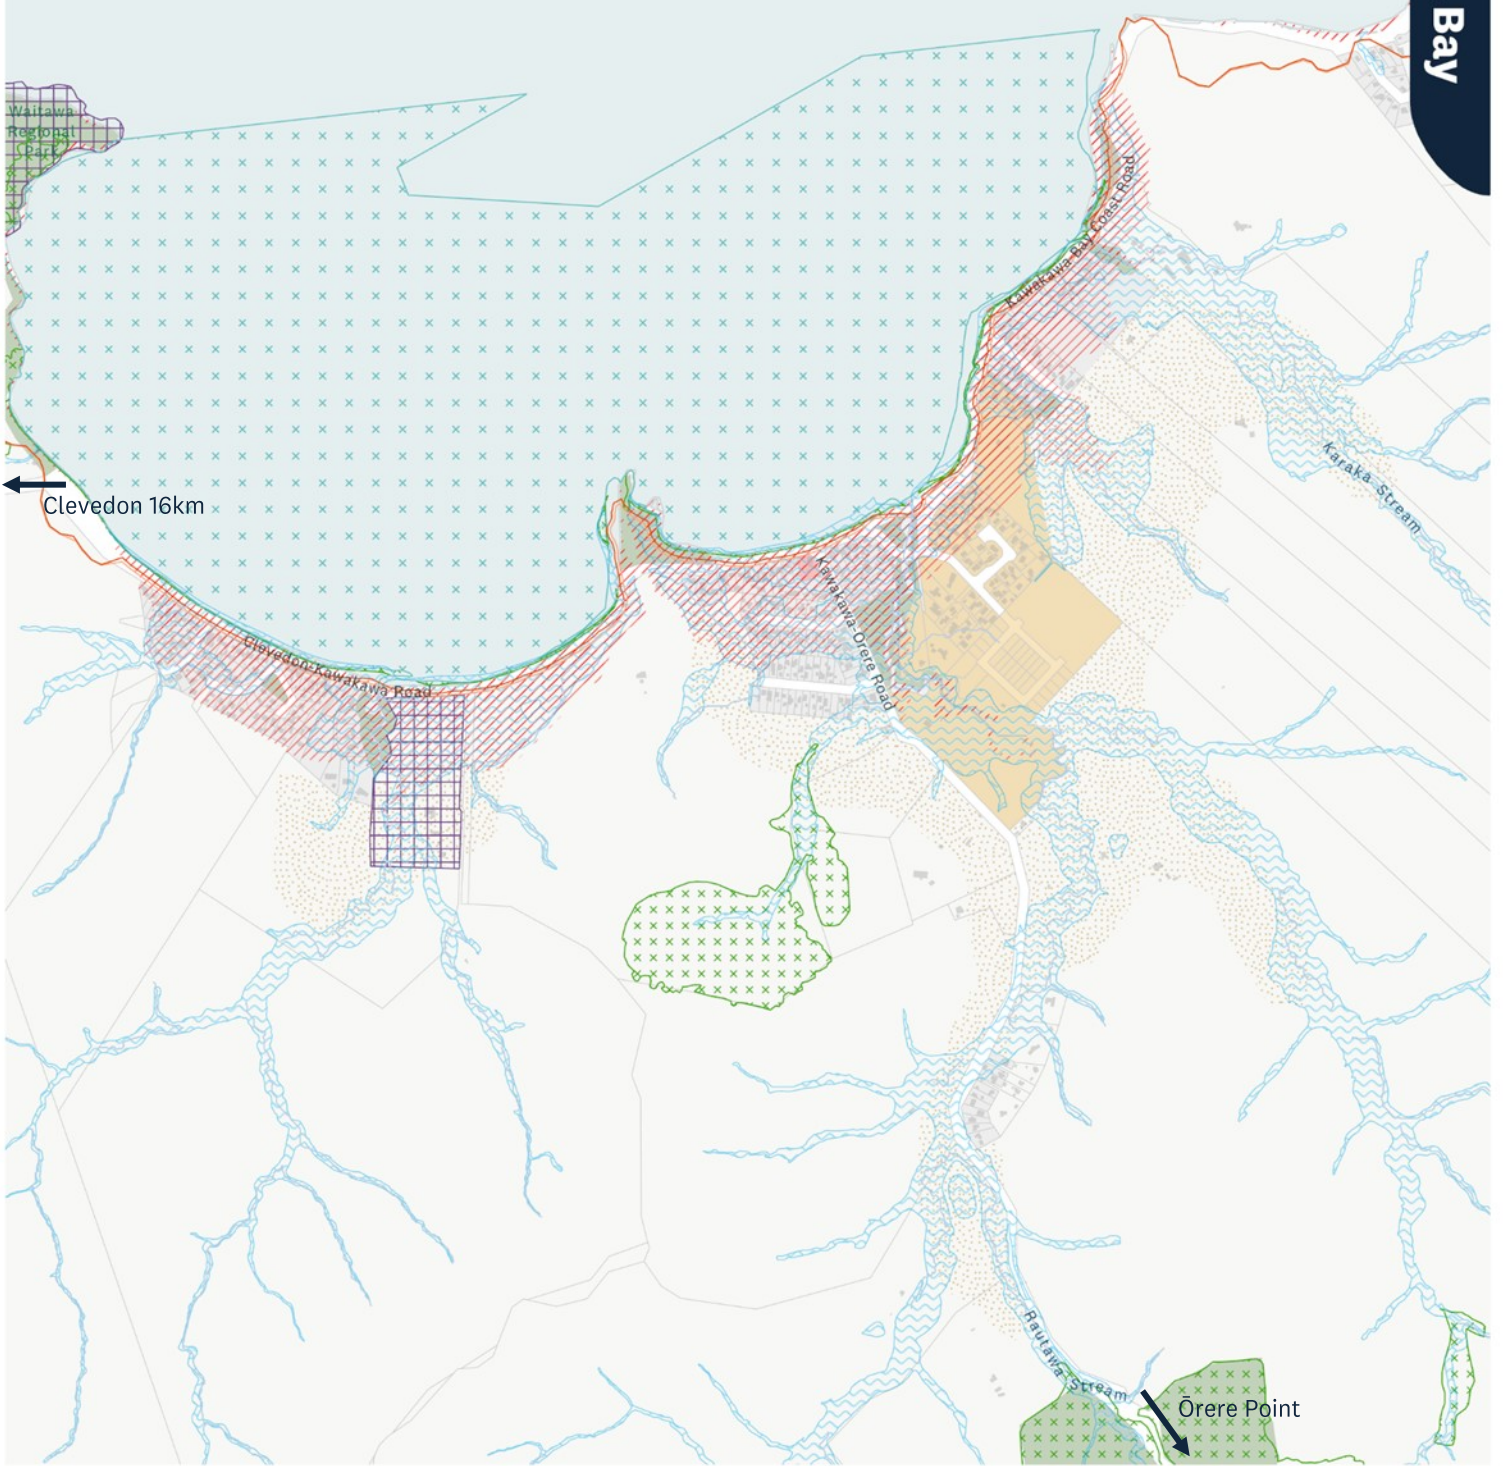 Bay
Waitawa
Regional
Park
Kawakawa Bay Coast Road
Karaka Stream
Clevedon 16km
Kawakawa-Orere Road
Clevedon-Kawakawa Road
Rautawa Stream
Ōrere Point